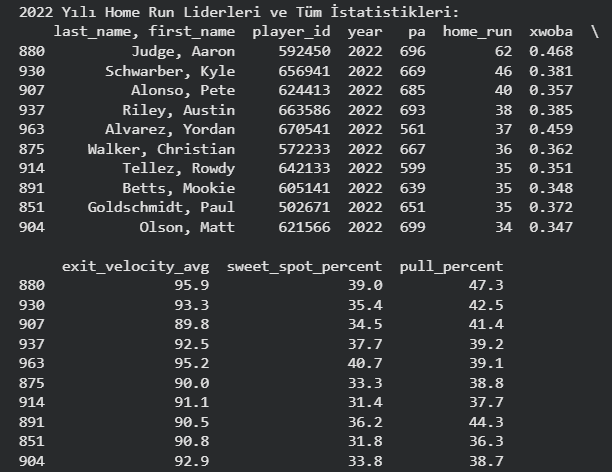 2022 Yılı Home Run Liderleri ve Tüm İstatistikleri:
last_name, first_name player_id year pa home_run xwoba \
880 Judge, Aaron 592450 2022 696 62 0.468
930 Schwarber, Kyle 656941 2022 669 46 0.381
907 Alonso, Pete 624413 2022 685 40 0.357
937 Riley, Austin 663586 2022 693 38 0.385
963 Alvarez, Yordan 670541 2022 561 37 0.459
875 Walker, Christian 572233 2022 667 36 0.362
914 Tellez, Rowdy 642133 2022 599 35 0.351
891 Betts, Mookie 605141 2022 639 35 0.348
851 Goldschmidt, Paul 502671 2022 651 35 0.372
904 Olson, Matt 621566 2022 699 34 0.347
exit_velocity_avg sweet_spot_percent pull_percent
880 95.9 39.0 47.3
930 93.3 35.4 42.5
907 89.8 34.5 41.4
937 92.5 37.7 39.2
963 95.2 40.7 39.1
875 90.0 33.3 38.8
914 91.1 31.4 37.7
891 90.5 36.2 44.3
851 90.8 31.8 36.3
904 92.9 33.8 38.7